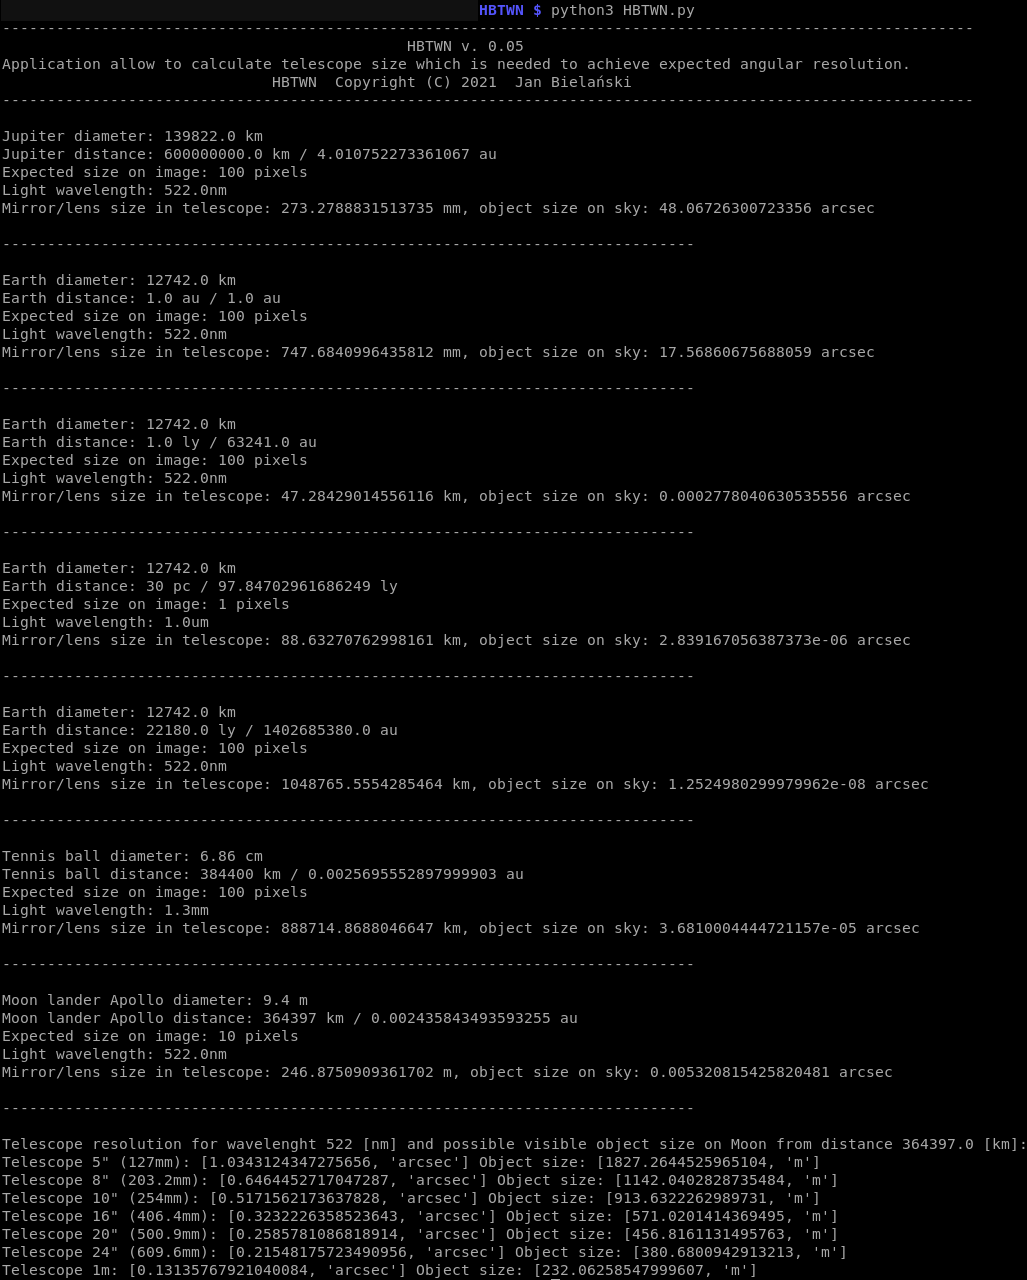 HBTWN $ python3 HBTWN.py
------------------------------------------------------------------------------------------------------------
HBTWN v. 0.05
Application allow to calculate telescope size which is needed to achieve expected angular resolution.
HBTWN  Copyright (C) 2021  Jan Bielański
------------------------------------------------------------------------------------------------------------
Jupiter diameter: 139822.0 km
Jupiter distance: 600000000.0 km / 4.010752273361067 au
Expected size on image: 100 pixels
Light wavelength: 522.0nm
Mirror/lens size in telescope: 273.2788831513735 mm, object size on sky: 48.06726300723356 arcsec
-----------------------------------------------------------------------------
Earth diameter: 12742.0 km
Earth distance: 1.0 au / 1.0 au
Expected size on image: 100 pixels
Light wavelength: 522.0nm
Mirror/lens size in telescope: 747.6840996435812 mm, object size on sky: 17.56860675688059 arcsec
-----------------------------------------------------------------------------
Earth diameter: 12742.0 km
Earth distance: 1.0 ly / 63241.0 au
Expected size on image: 100 pixels
Light wavelength: 522.0nm
Mirror/lens size in telescope: 47.28429014556116 km, object size on sky: 0.0002778040630535556 arcsec
-----------------------------------------------------------------------------
Earth diameter: 12742.0 km
Earth distance: 30 pc / 97.84702961686249 ly
Expected size on image: 1 pixels
Light wavelength: 1.0um
Mirror/lens size in telescope: 88.63270762998161 km, object size on sky: 2.839167056387373e-06 arcsec
-----------------------------------------------------------------------------
Earth diameter: 12742.0 km
Earth distance: 22180.0 ly / 1402685380.0 au
Expected size on image: 100 pixels
Light wavelength: 522.0nm
Mirror/lens size in telescope: 1048765.5554285464 km, object size on sky: 1.2524980299979962e-08 arcsec
-----------------------------------------------------------------------------
Tennis ball diameter: 6.86 cm
Tennis ball distance: 384400 km / 0.0025695552897999903 au
Expected size on image: 100 pixels
Light wavelength: 1.3mm
Mirror/lens size in telescope: 888714.8688046647 km, object size on sky: 3.6810004444721157e-05 arcsec
-----------------------------------------------------------------------------
Moon lander Apollo diameter: 9.4 m
Moon lander Apollo distance: 364397 km / 0.002435843493593255 au
Expected size on image: 10 pixels
Light wavelength: 522.0nm
Mirror/lens size in telescope: 246.8750909361702 m, object size on sky: 0.005320815425820481 arcsec
-----------------------------------------------------------------------------
Telescope resolution for wavelenght 522 [nm] and possible visible object size on Moon from distance 364397.0 [km]:
Telescope 5" (127mm): [1.0343124347275656, 'arcsec'] Object size: [1827.2644525965104, 'm']
Telescope 8" (203.2mm): [0.6464452717047287, 'arcsec'] Object size: [1142.0402828735484, 'm']
Telescope 10" (254mm): [0.5171562173637828, 'arcsec'] Object size: [913.6322262989731, 'm']
Telescope 16" (406.4mm): [0.3232226358523643, 'arcsec'] Object size: [571.0201414369495, 'm']
Telescope 20" (500.9mm): [0.2585781086818914, 'arcsec'] Object size: [456.8161131495763, 'm']
Telescope 24" (609.6mm): [0.21548175723490956, 'arcsec'] Object size: [380.6800942913213, 'm']
Telescope 1m: [0.13135767921040084, 'arcsec'] Object size: [232.06258547999607, 'm']